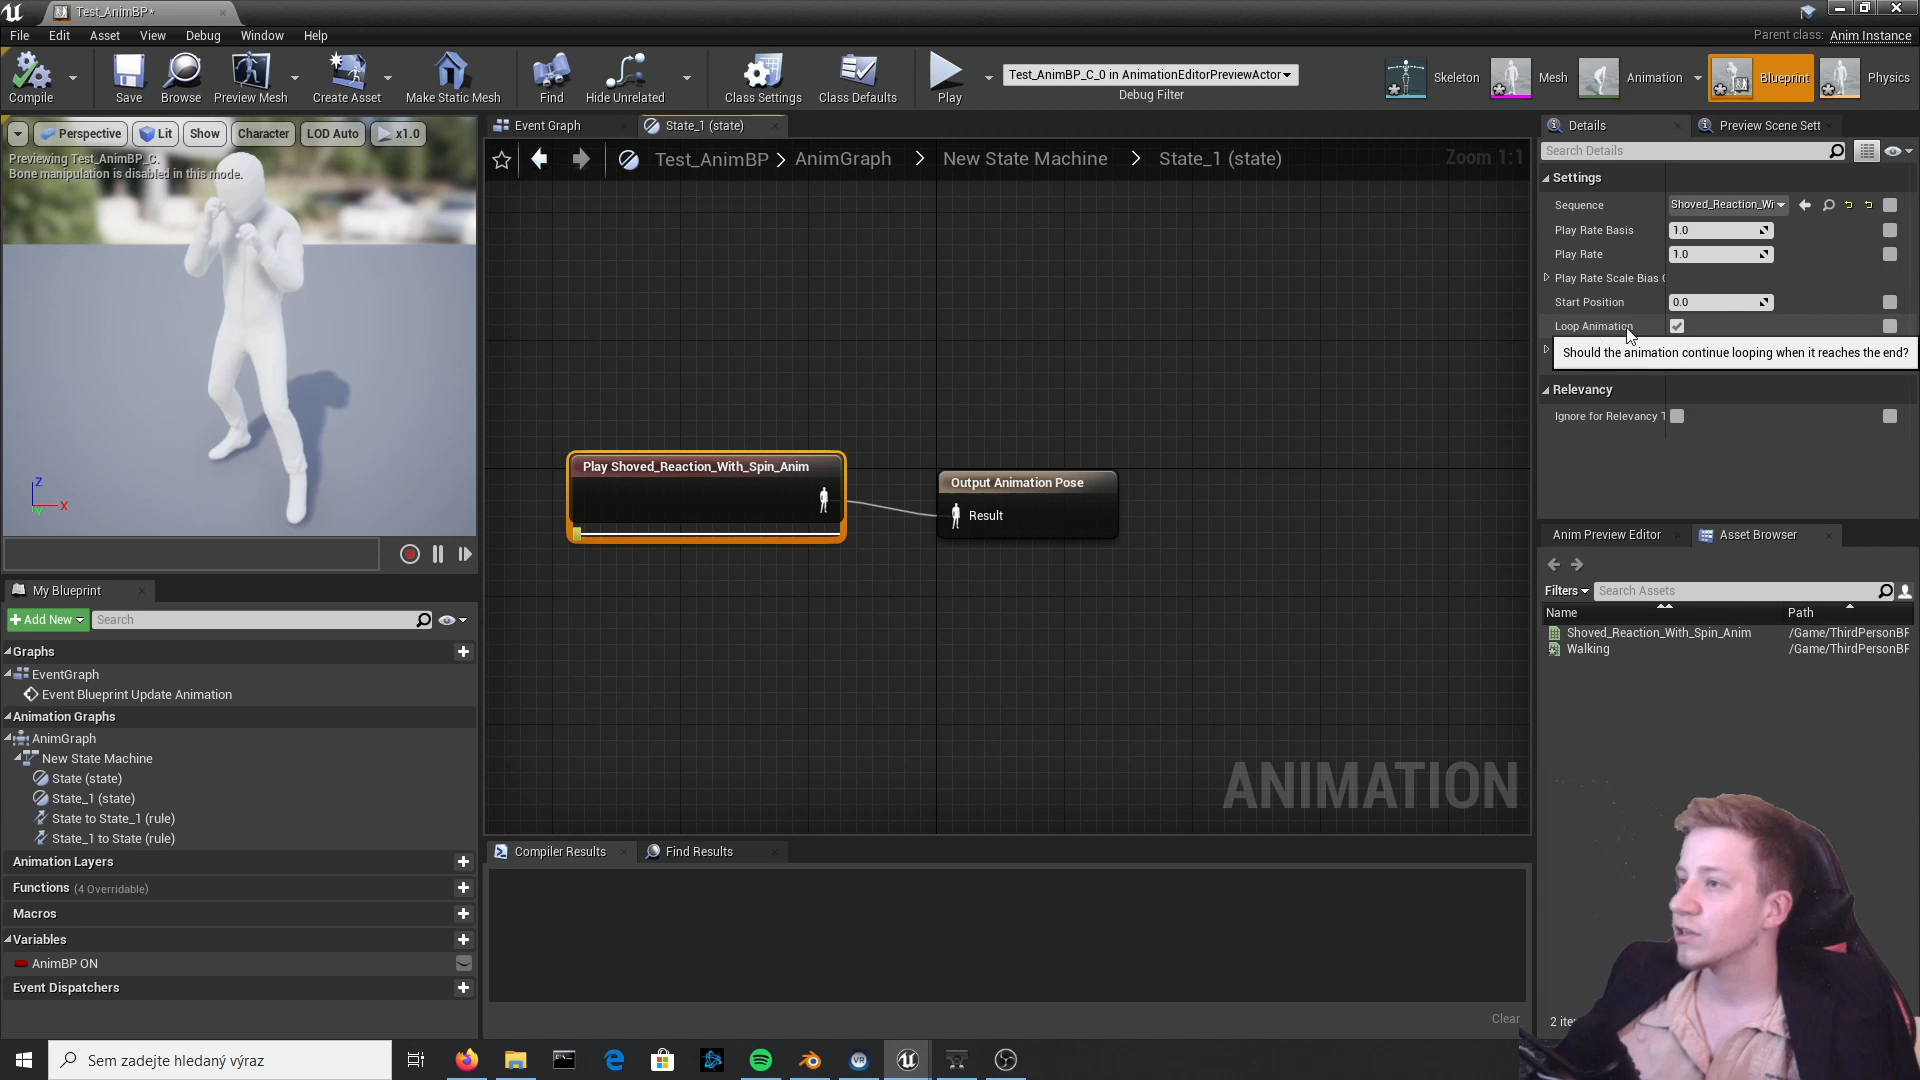 Test_AnimBP*
File Edit Asset View Debug Window Help
Parent class: Anim Instance
Compile Save Browse Preview Mesh Create Asset Make Static Mesh Find Hide Unrelated Class Settings Class Defaults Play
Test_AnimBP_C_0 in AnimationEditorPreviewActor
Debug Filter
Skeleton Mesh Animation Blueprint Physics
Perspective Lit Show Character LOD Auto x1.0
Previewing Test_AnimBP_C.
Bone manipulation is disabled in this mode.
Z
X
Y
Event Graph State_1 (state)
Test_AnimBP > AnimGraph > New State Machine > State_1 (state)
Zoom 1:1
Play Shoved_Reaction_With_Spin_Anim
Output Animation Pose
Result
ANIMATION
Details Preview Scene Sett
Search Details
Settings
Sequence Shoved_Reaction_Wi
Play Rate Basis 1.0
Play Rate 1.0
Play Rate Scale Bias C
Start Position 0.0
Loop Animation
Should the animation continue looping when it reaches the end?
Relevancy
Ignore for Relevancy T
Anim Preview Editor Asset Browser
Filters Search Assets
Name Path
Shoved_Reaction_With_Spin_Anim /Game/ThirdPersonBF
Walking /Game/ThirdPersonBF
My Blueprint
Add New Search
Graphs
EventGraph
Event Blueprint Update Animation
Animation Graphs
AnimGraph
New State Machine
State (state)
State_1 (state)
State to State_1 (rule)
State_1 to State (rule)
Animation Layers
Functions (4 Overridable)
Macros
Variables
AnimBP ON
Event Dispatchers
Compiler Results Find Results
Clear
Sem zadejte hledaný výraz